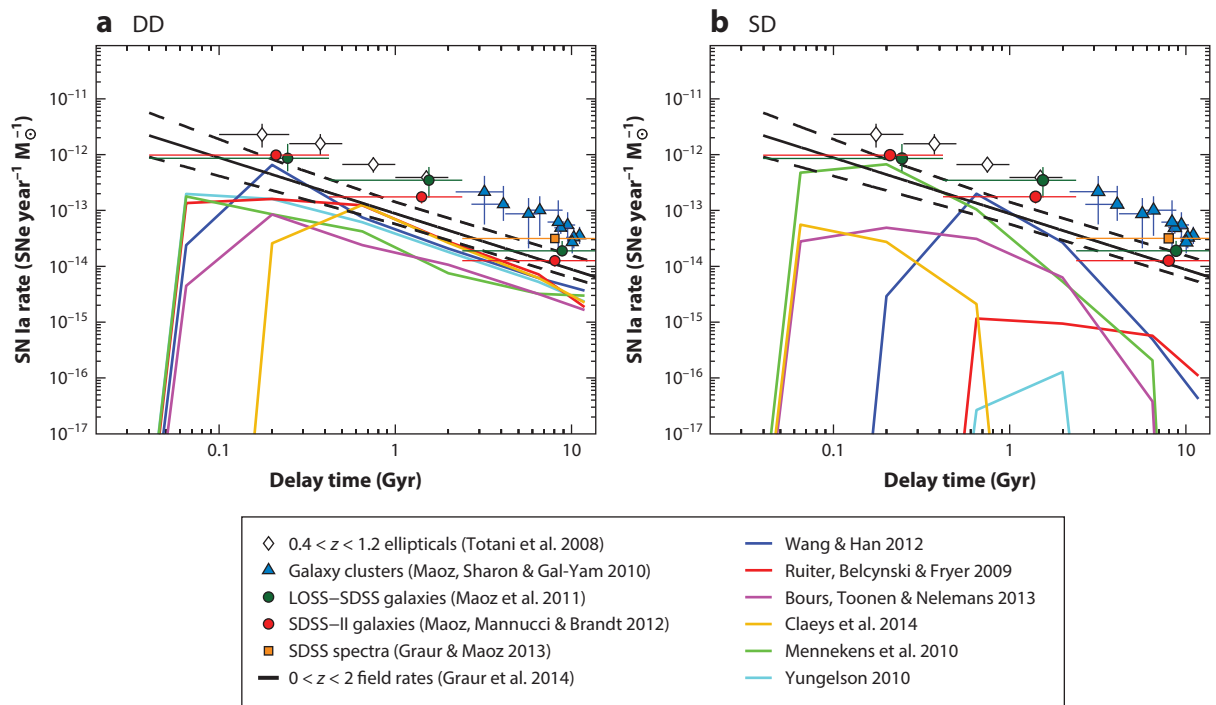 a DD
b SD
SN Ia rate (SNe year⁻¹ M⊙⁻¹)
10⁻¹¹
10⁻¹²
10⁻¹³
10⁻¹⁴
10⁻¹⁵
10⁻¹⁶
10⁻¹⁷
0.1 1 10
Delay time (Gyr)
SN Ia rate (SNe year⁻¹ M⊙⁻¹)
10⁻¹¹
10⁻¹²
10⁻¹³
10⁻¹⁴
10⁻¹⁵
10⁻¹⁶
10⁻¹⁷
0.1 1 10
Delay time (Gyr)
0.4 < z < 1.2 ellipticals (Totani et al. 2008)
Galaxy clusters (Maoz, Sharon & Gal-Yam 2010)
LOSS–SDSS galaxies (Maoz et al. 2011)
SDSS-II galaxies (Maoz, Mannucci & Brandt 2012)
SDSS spectra (Graur & Maoz 2013)
0 < z < 2 field rates (Graur et al. 2014)
Wang & Han 2012
Ruiter, Belcynski & Fryer 2009
Bours, Toonen & Nelemans 2013
Claeys et al. 2014
Mennekens et al. 2010
Yungelson 2010